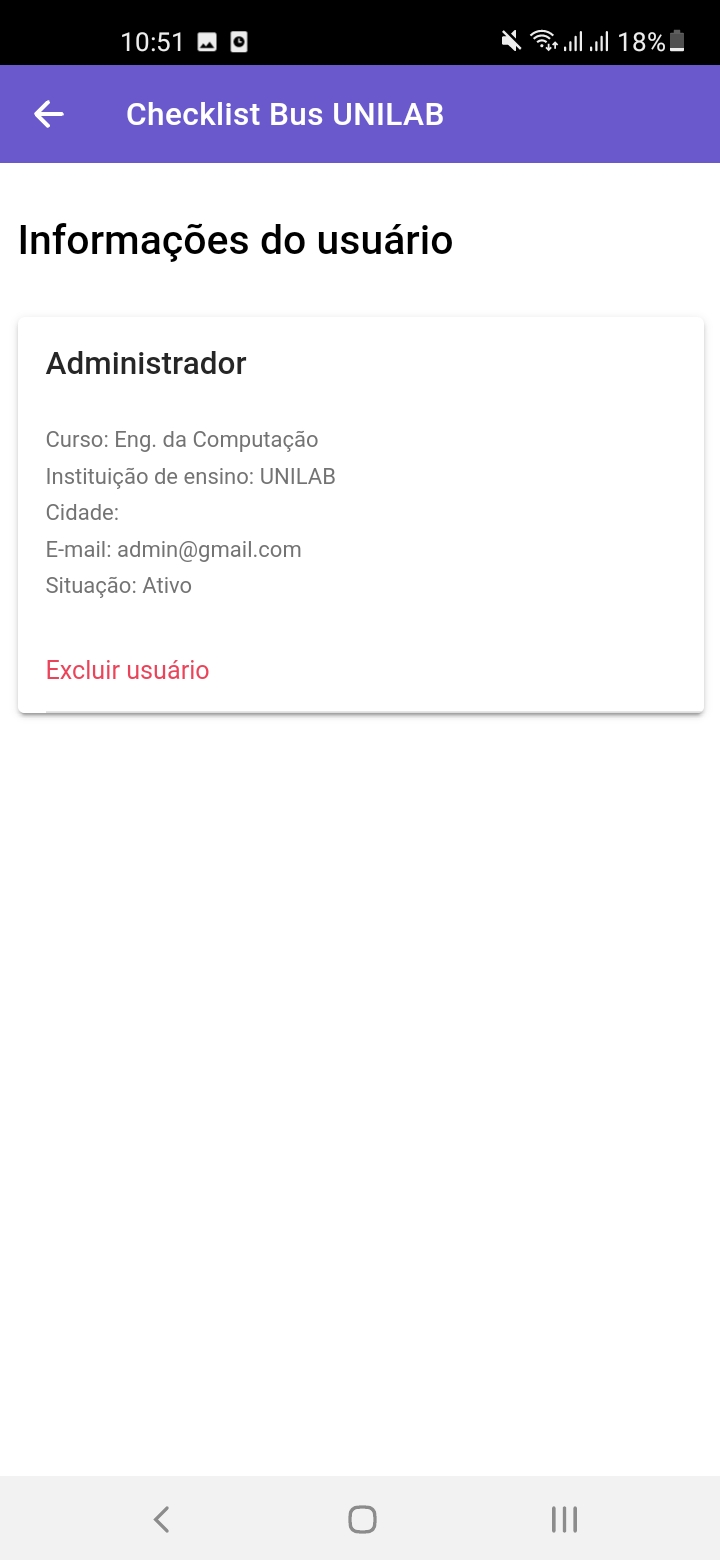 10:51
18%
Checklist Bus UNILAB
Informações do usuário
Administrador
Curso: Eng. da Computação
Instituição de ensino: UNILAB
Cidade:
E-mail: admin@gmail.com
Situação: Ativo
Excluir usuário